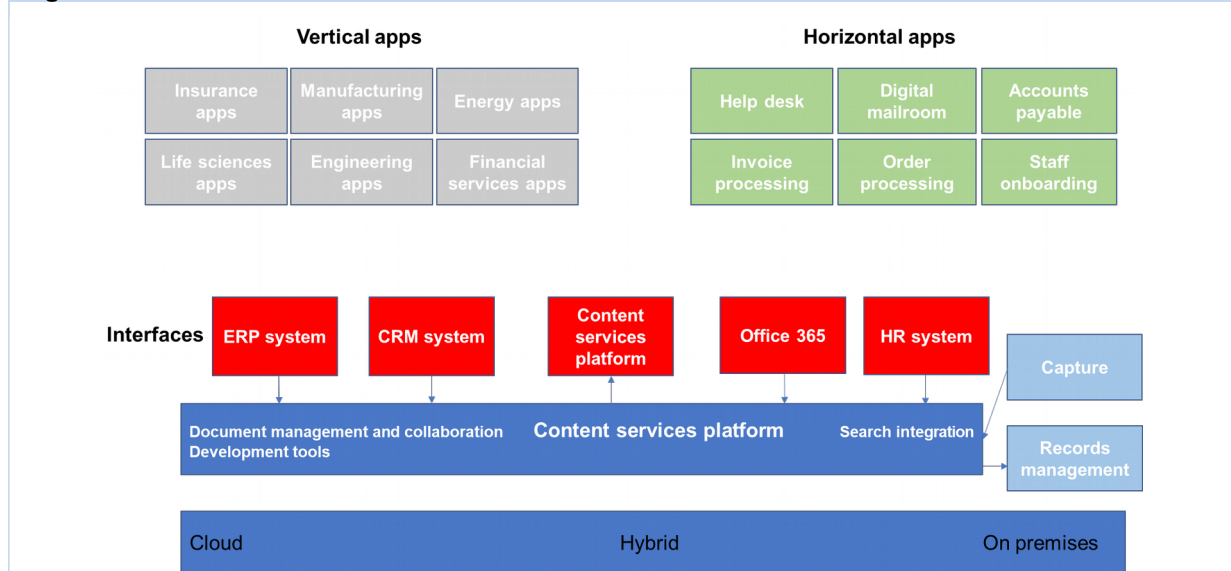 Vertical apps
Horizontal apps
Insurance
apps
Manufacturing
apps
Energy apps
Help desk
Digital
mailroom
Accounts
payable
Life sciences
apps
Engineering
apps
Financial
services apps
Invoice
processing
Order
processing
Staff
onboarding
Interfaces
ERP system
CRM system
Content
services
platform
Office 365
HR system
Capture
Document management and collaboration
Development tools
Content services platform
Search integration
Records
management
Cloud
Hybrid
On premises